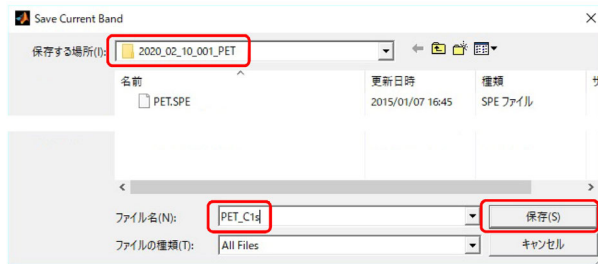 Save Current Band
保存する場所(I): 2020_02_10_001_PET
名前 更新日時 種類
PET.SPE 2015/01/07 16:45 SPE ファイル
ファイル名(N): PET_C1s 保存(S)
ファイルの種類(T): All Files キャンセル